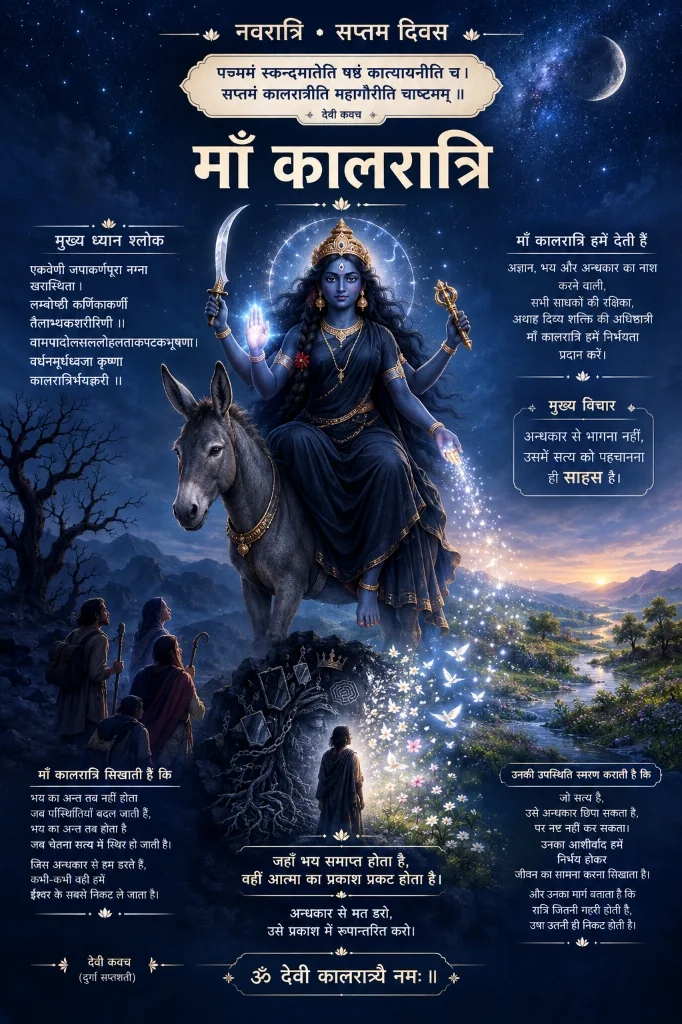 नवरात्रि • सप्तम दिवस
पञ्चमं स्कन्दमातेति षष्ठं कात्यायनीति च।
सप्तमं कालरात्रीति महागौरीति चाष्टमम् ॥
देवी कवच
माँ कालरात्रि
मुख्य ध्यान श्लोक
एकवेणी जपाकर्णपूरा नग्ना
खरास्थिता ।
लम्बोष्ठी कर्णिकाकर्णी
तैलाभ्यक्तशरीरिणी ॥
वामपादोल्लसल्लोहलताकण्टकभूषणा।
वर्धनमूर्धध्वजा कृष्णा
कालरात्रिर्भयङ्करी ॥
माँ कालरात्रि हमें देती हैं
अज्ञान, भय और अन्धकार का नाश
करने वाली,
सभी साधकों की रक्षिका,
अथाह दिव्य शक्ति की अधिष्ठात्री
माँ कालरात्रि हमें निर्भयता
प्रदान करें।
मुख्य विचार
अन्धकार से भागना नहीं,
उसमें सत्य को पहचानना
ही साहस है।
माँ कालरात्रि सिखाती हैं कि
भय का अन्त तब नहीं होता
जब परिस्थितियाँ बदल जाती हैं,
भय का अन्त तब होता है
जब चेतना सत्य में स्थिर हो जाती है।
जिस अन्धकार से हम डरते हैं,
कभी-कभी वही हमें
ईश्वर के सबसे निकट ले जाता है।
उनकी उपस्थिति स्मरण कराती है कि
जो सत्य है,
उसे अन्धकार छिपा सकता है,
पर नष्ट नहीं कर सकता।
उनका आशीर्वाद हमें
निर्भय होकर
जीवन का सामना करना सिखाता है।
और उनका मार्ग बताता है कि
रात्रि जितनी गहरी होती है,
उषा उतनी ही निकट होती है।
जहाँ भय समाप्त होता है,
वहीं आत्मा का प्रकाश प्रकट होता है।
अन्धकार से मत डरो,
उसे प्रकाश में रूपान्तरित करो।
देवी कवच
(दुर्गा सप्तशती)
ॐ देवी कालरात्र्यै नमः ॥